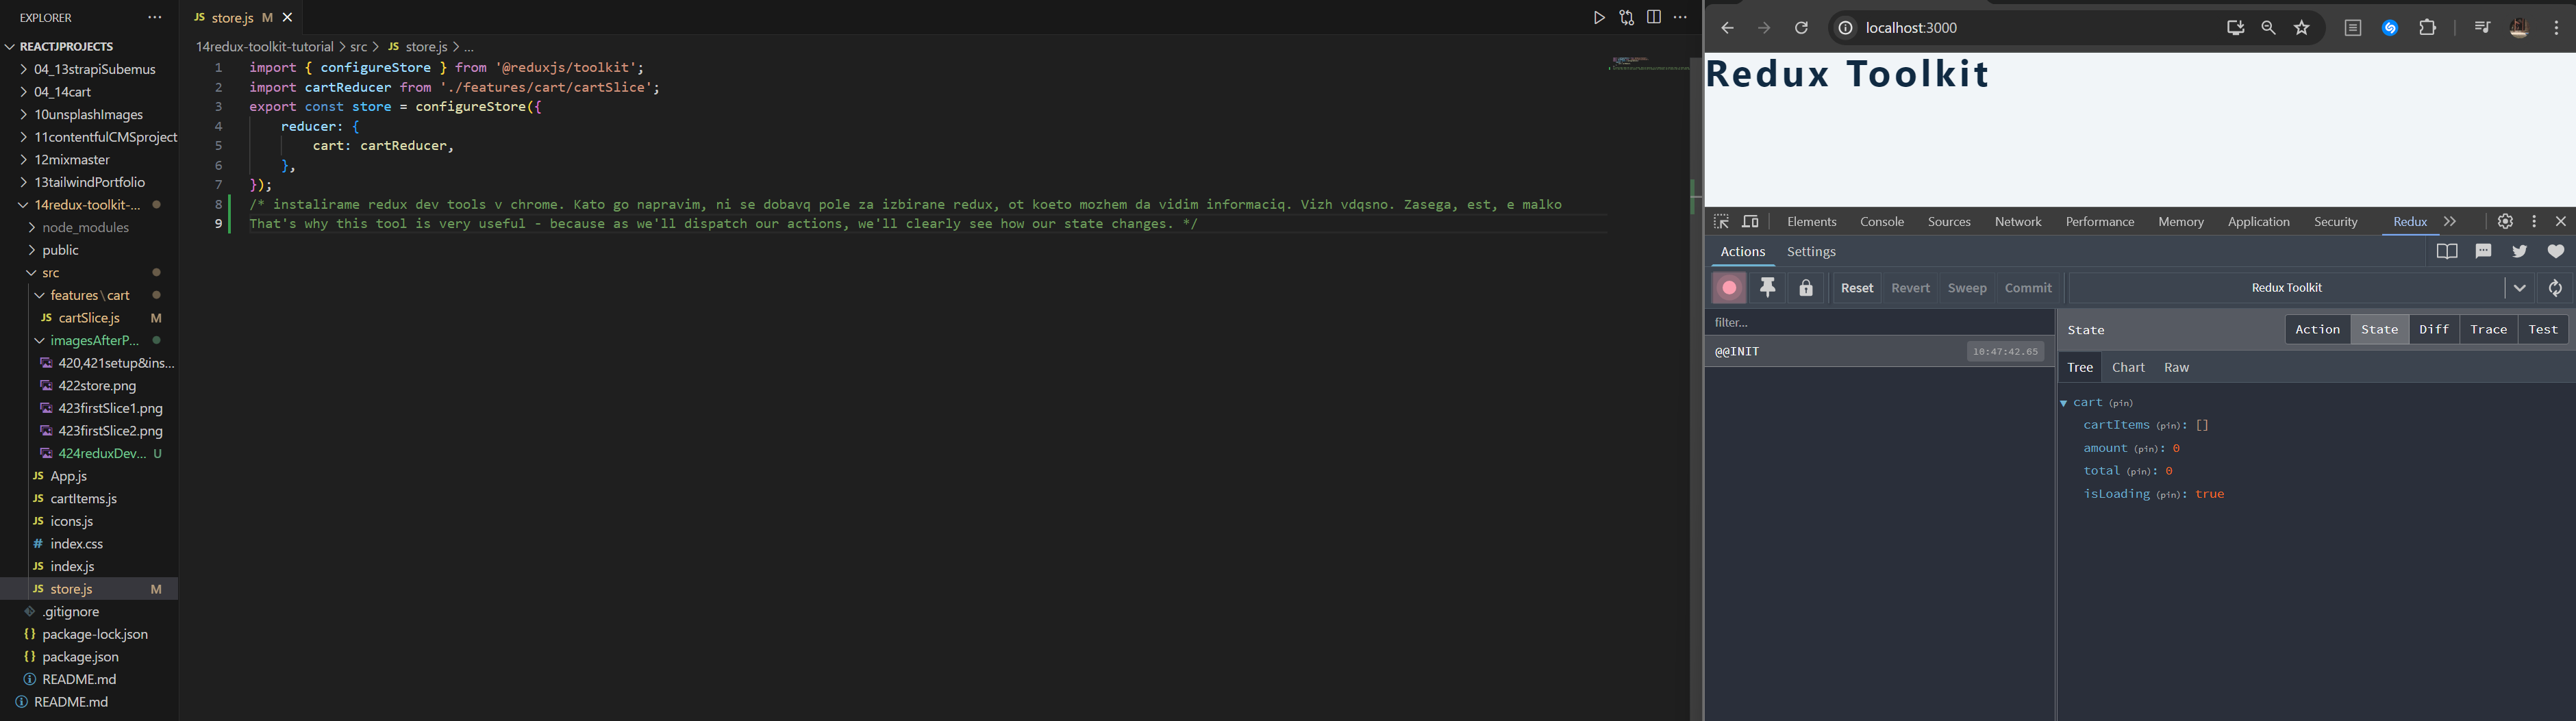 EXPLORER
REACTJPROJECTS
04_13strapiSubemus
04_14cart
10unsplashImages
11contentfulCMSproject
12mixmaster
13tailwindPortfolio
14redux-toolkit-...
node_modules
public
src
features\cart
JS cartSlice.js M
imagesAfterP...
420,421setup&ins...
422store.png
423firstSlice1.png
423firstSlice2.png
424reduxDev... U
JS App.js
JS cartItems.js
JS icons.js
# index.css
JS index.js
JS store.js M
.gitignore
{} package-lock.json
{} package.json
README.md
README.md
JS store.js M
14redux-toolkit-tutorial > src > JS store.js > ...
1 import { configureStore } from '@reduxjs/toolkit';
2 import cartReducer from './features/cart/cartSlice';
3 export const store = configureStore({
4 reducer: {
5 cart: cartReducer,
6 },
7 });
8 /* instalirame redux dev tools v chrome. Kato go napravim, ni se dobavq pole za izbirane redux, ot koeto mozhem da vidim informaciq. Vizh vdqsno. Zasega, est, e malko
9 That's why this tool is very useful - because as we'll dispatch our actions, we'll clearly see how our state changes. */
localhost:3000
Redux Toolkit
Elements Console Sources Network Performance Memory Application Security Redux
Actions Settings
Reset Revert Sweep Commit Redux Toolkit
filter...
@@INIT 10:47:42.65
State Action State Diff Trace Test
Tree Chart Raw
cart (pin)
cartItems (pin): []
amount (pin): 0
total (pin): 0
isLoading (pin): true